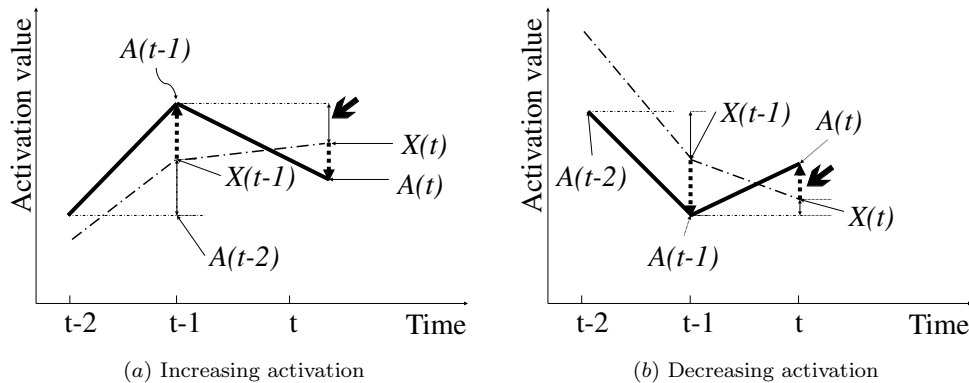 Activation value
A(t-1)
X(t)
X(t-1)
A(t)
A(t-2)
t-2
t-1
t
Time
(a) Increasing activation
Activation value
X(t-1)
A(t)
A(t-2)
X(t)
A(t-1)
t-2
t-1
t
Time
(b) Decreasing activation